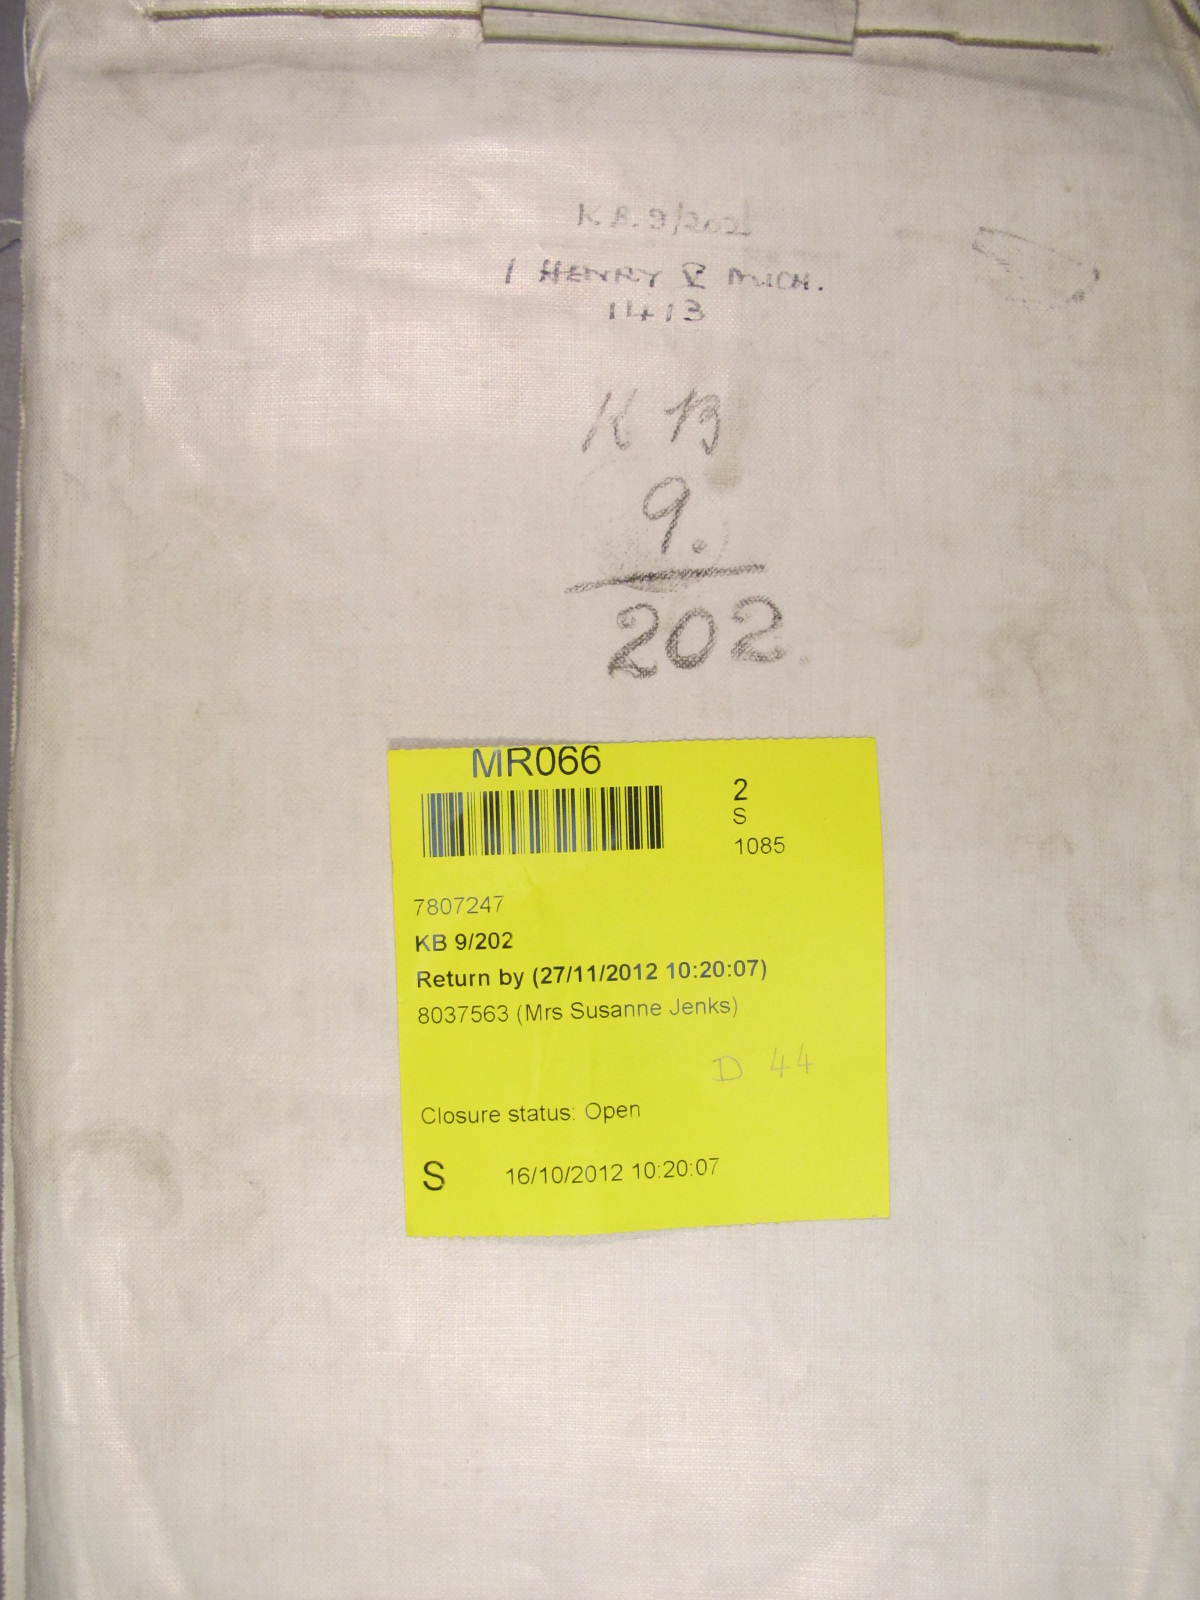 K.B. 9/202
1 HENRY V MICH.
1413
KB
9.
202
MR066
2
S
1085
7807247
KB 9/202
Return by (27/11/2012 10:20:07)
8037563 (Mrs Susanne Jenks)
D 44
Closure status: Open
S 16/10/2012 10:20:07